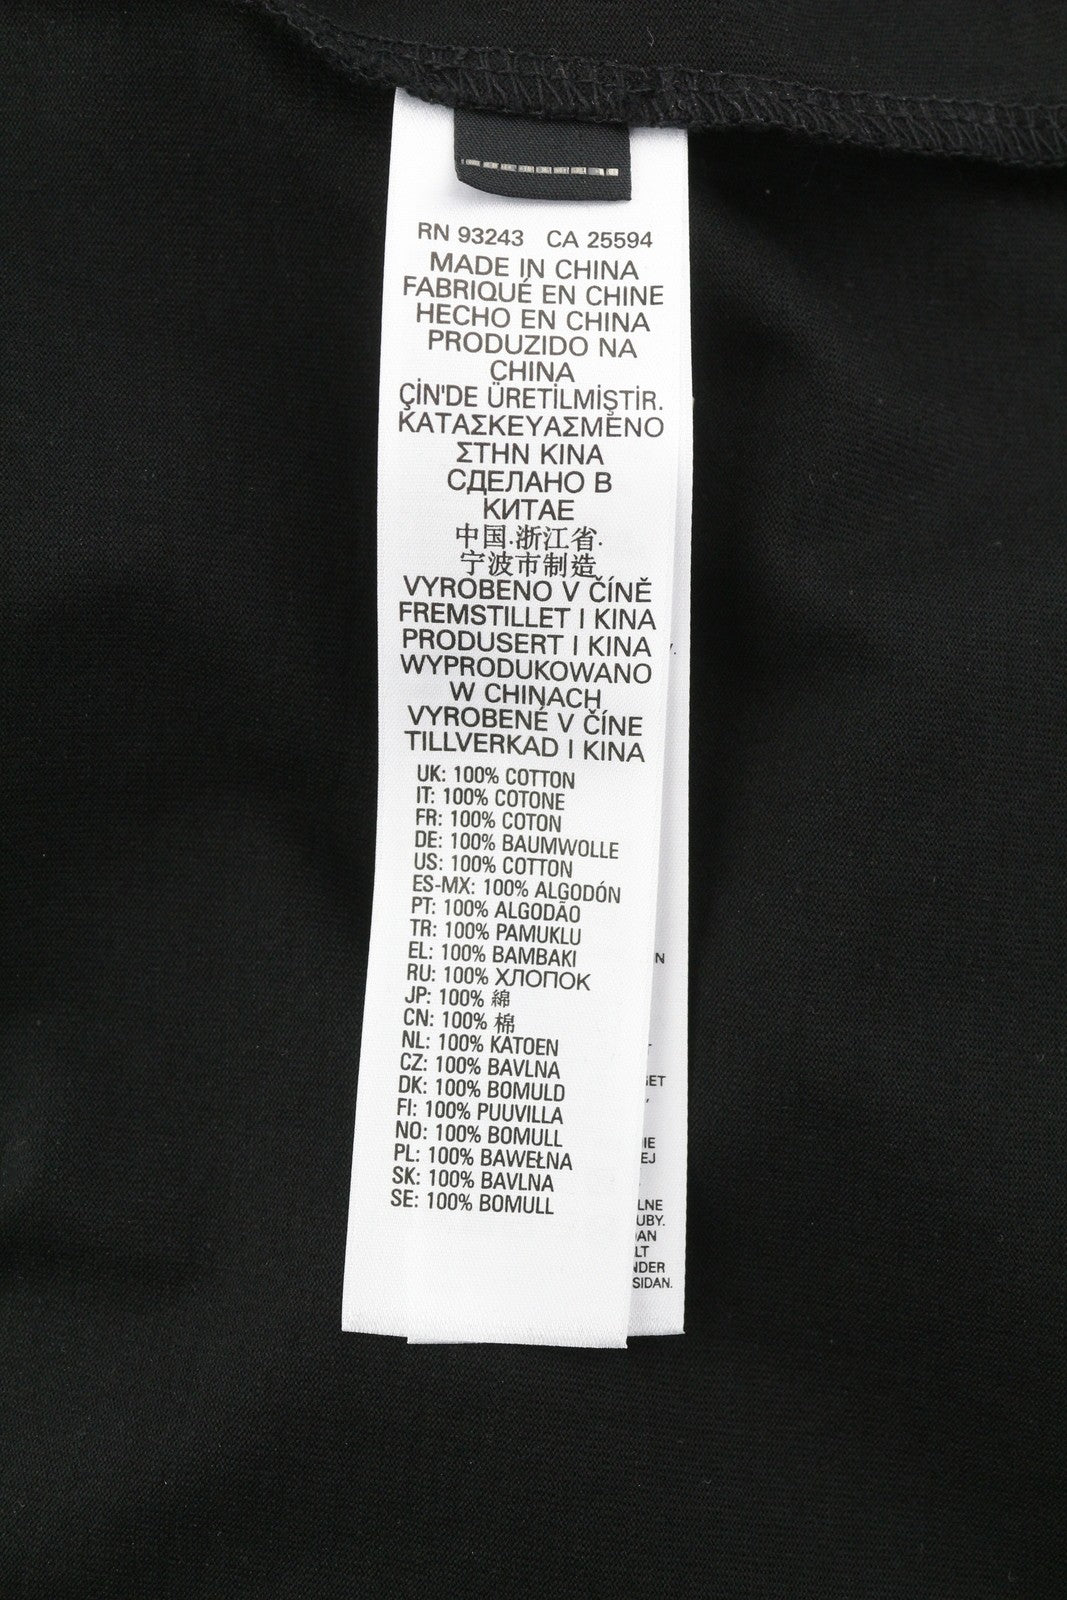 RN 93243 CA 25594
MADE IN CHINA
FABRIQUÉ EN CHINE
HECHO EN CHINA
PRODUZIDO NA
CHINA
ÇİN'DE ÜRETİLMİŞTİR.
ΚΑΤΑΣΚΕΥΑΣΜΕΝΟ
ΣΤΗΝ ΚΙΝΑ
СДЕЛАНО В
КИТАЕ
中国.浙江省.
宁波市制造
VYROBENO V ČÍNĚ
FREMSTILLET I KINA
PRODUSERT I KINA
WYPRODUKOWANO
W CHINACH
VYROBENÉ V ČÍNE
TILLVERKAD I KINA
UK: 100% COTTON
IT: 100% COTONE
FR: 100% COTON
DE: 100% BAUMWOLLE
US: 100% COTTON
ES-MX: 100% ALGODÓN
PT: 100% ALGODÃO
TR: 100% PAMUKLU
EL: 100% ΒΑΜΒΑΚΙ
RU: 100% ХЛОПОК
JP: 100% 綿
CN: 100% 棉
NL: 100% KATOEN
CZ: 100% BAVLNA
DK: 100% BOMULD
FI: 100% PUUVILLA
NO: 100% BOMULL
PL: 100% BAWEŁNA
SK: 100% BAVLNA
SE: 100% BOMULL